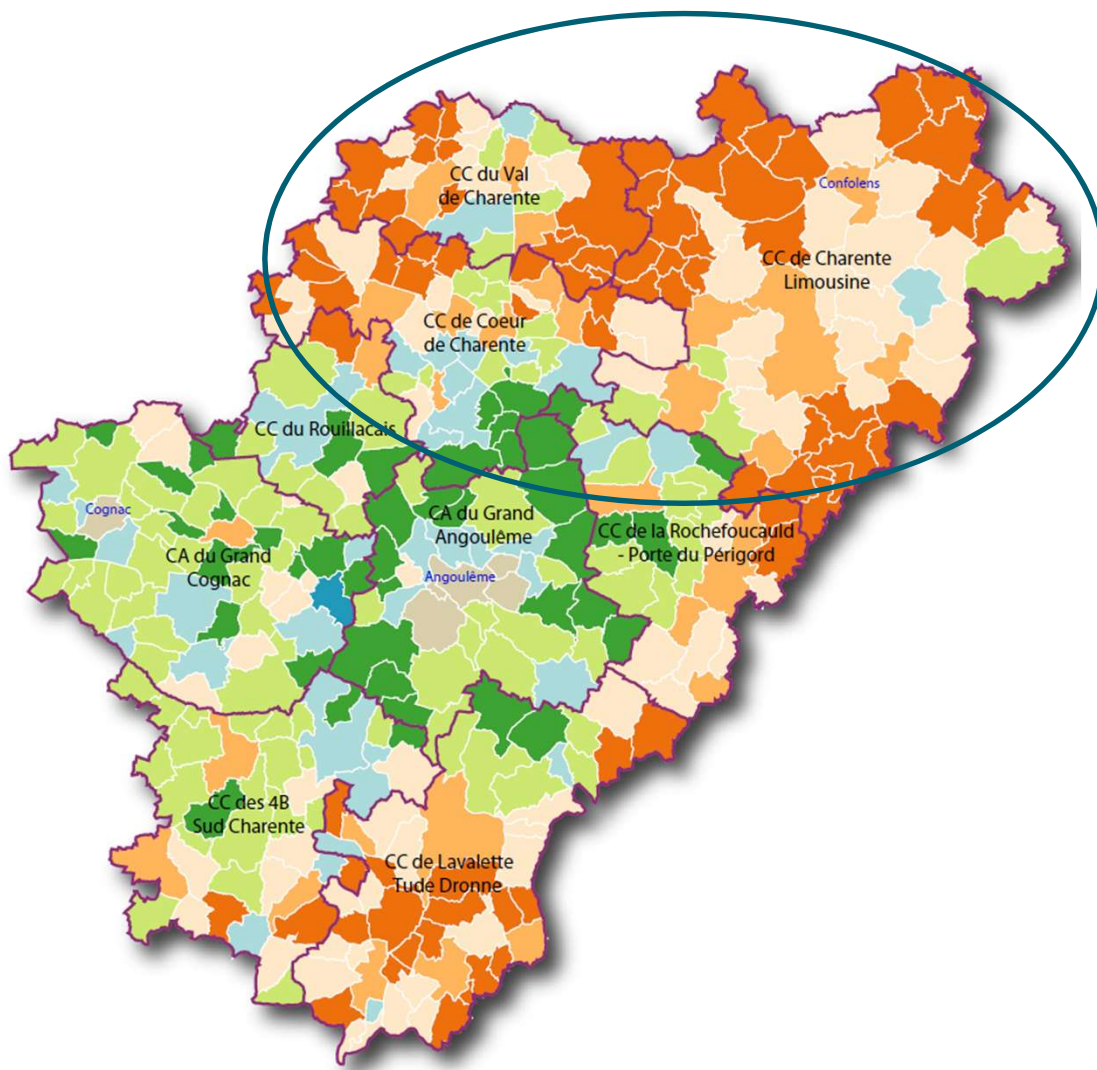 CC du Val
de Charente
Confolens
CC de Charente
Limousine
CC de Coeur
de Charente
CC du Rouillacais
Cognac
CA du Grand
Cognac
CA du Grand
Angoulême
Angoulême
CC de la Rochefoucauld
- Porte du Périgord
CC des 4B
Sud Charente
CC de Lavalette
Tude Dronne